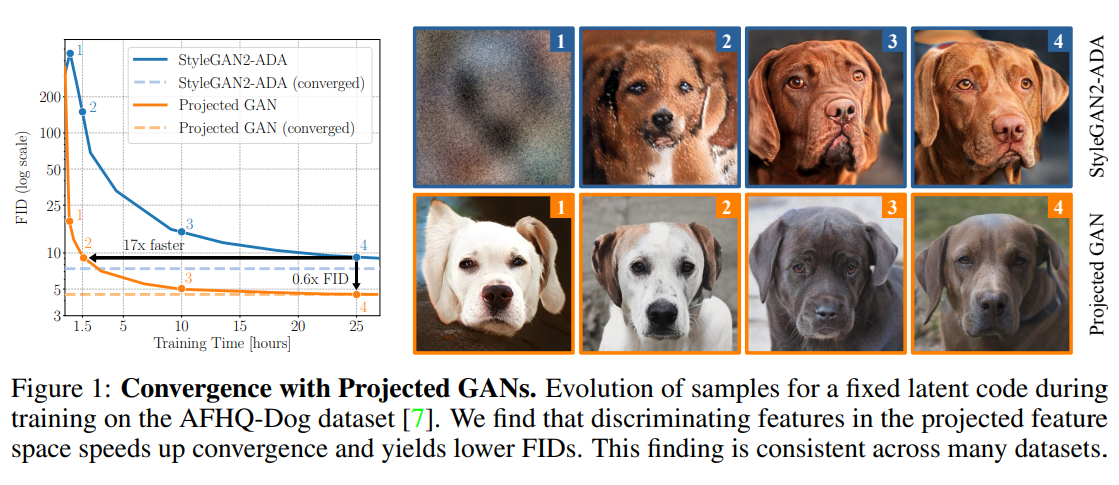 FID (log scale)
200
100
50
25
10
5
3
1.5 5 10 15 20 25
Training Time [hours]
StyleGAN2-ADA
StyleGAN2-ADA (converged)
Projected GAN
Projected GAN (converged)
1
2
3
4
1
2
3
4
17x faster
0.6x FID
1 2 3 4
StyleGAN2-ADA
1 2 3 4
Projected GAN
Figure 1: Convergence with Projected GANs. Evolution of samples for a fixed latent code during
training on the AFHQ-Dog dataset [7]. We find that discriminating features in the projected feature
space speeds up convergence and yields lower FIDs. This finding is consistent across many datasets.